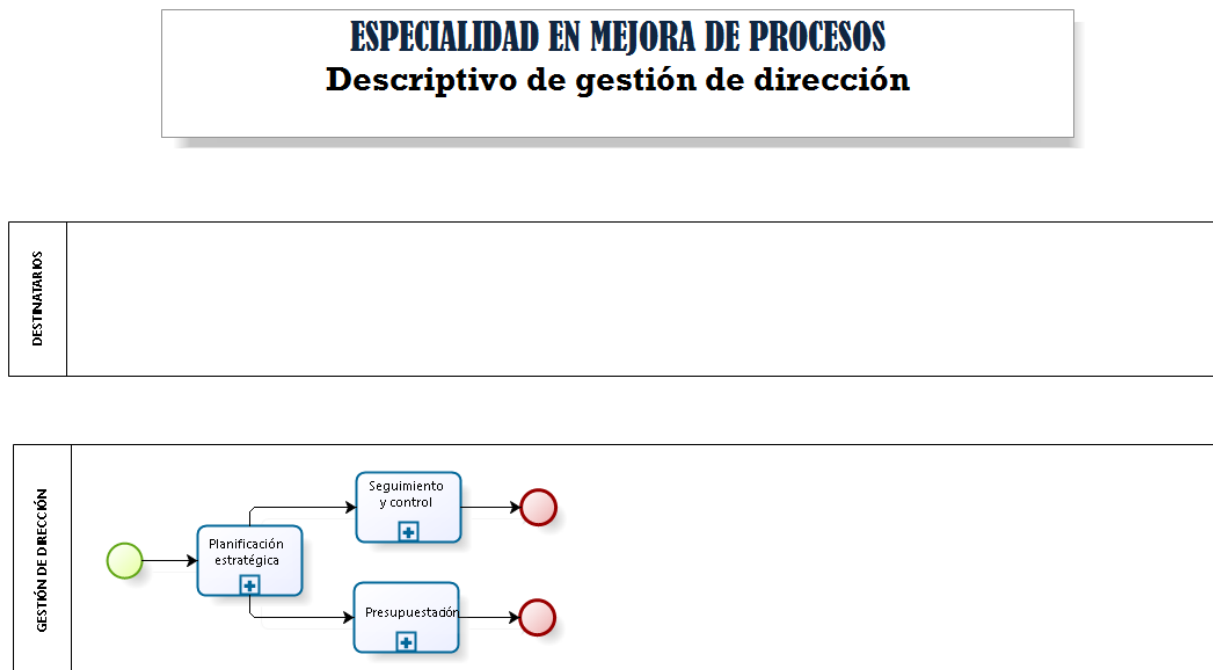 ESPECIALIDAD EN MEJORA DE PROCESOS
Descriptivo de gestión de dirección
DESTINATARIOS
GESTIÓN DE DIRECCIÓN
Planificación
estratégica
Seguimiento
y control
Presupuestación